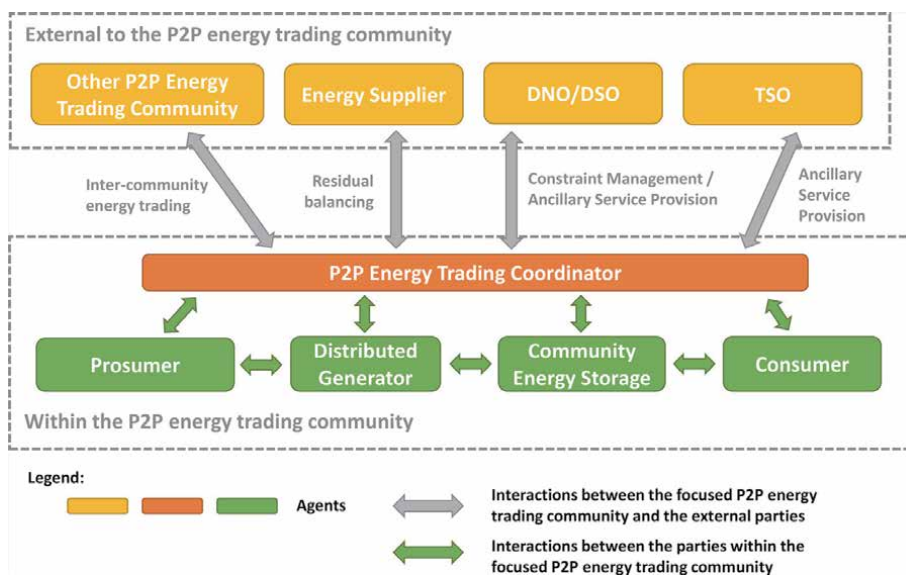 External to the P2P energy trading community
Other P2P Energy
Trading Community
Energy Supplier
DNO/DSO
TSO
Inter-community
energy trading
Residual
balancing
Constraint Management /
Ancillary Service Provision
Ancillary
Service
Provision
P2P Energy Trading Coordinator
Prosumer
Distributed
Generator
Community
Energy Storage
Consumer
Within the P2P energy trading community
Legend:
Agents
Interactions between the focused P2P energy
trading community and the external parties
Interactions between the parties within the
focused P2P energy trading community